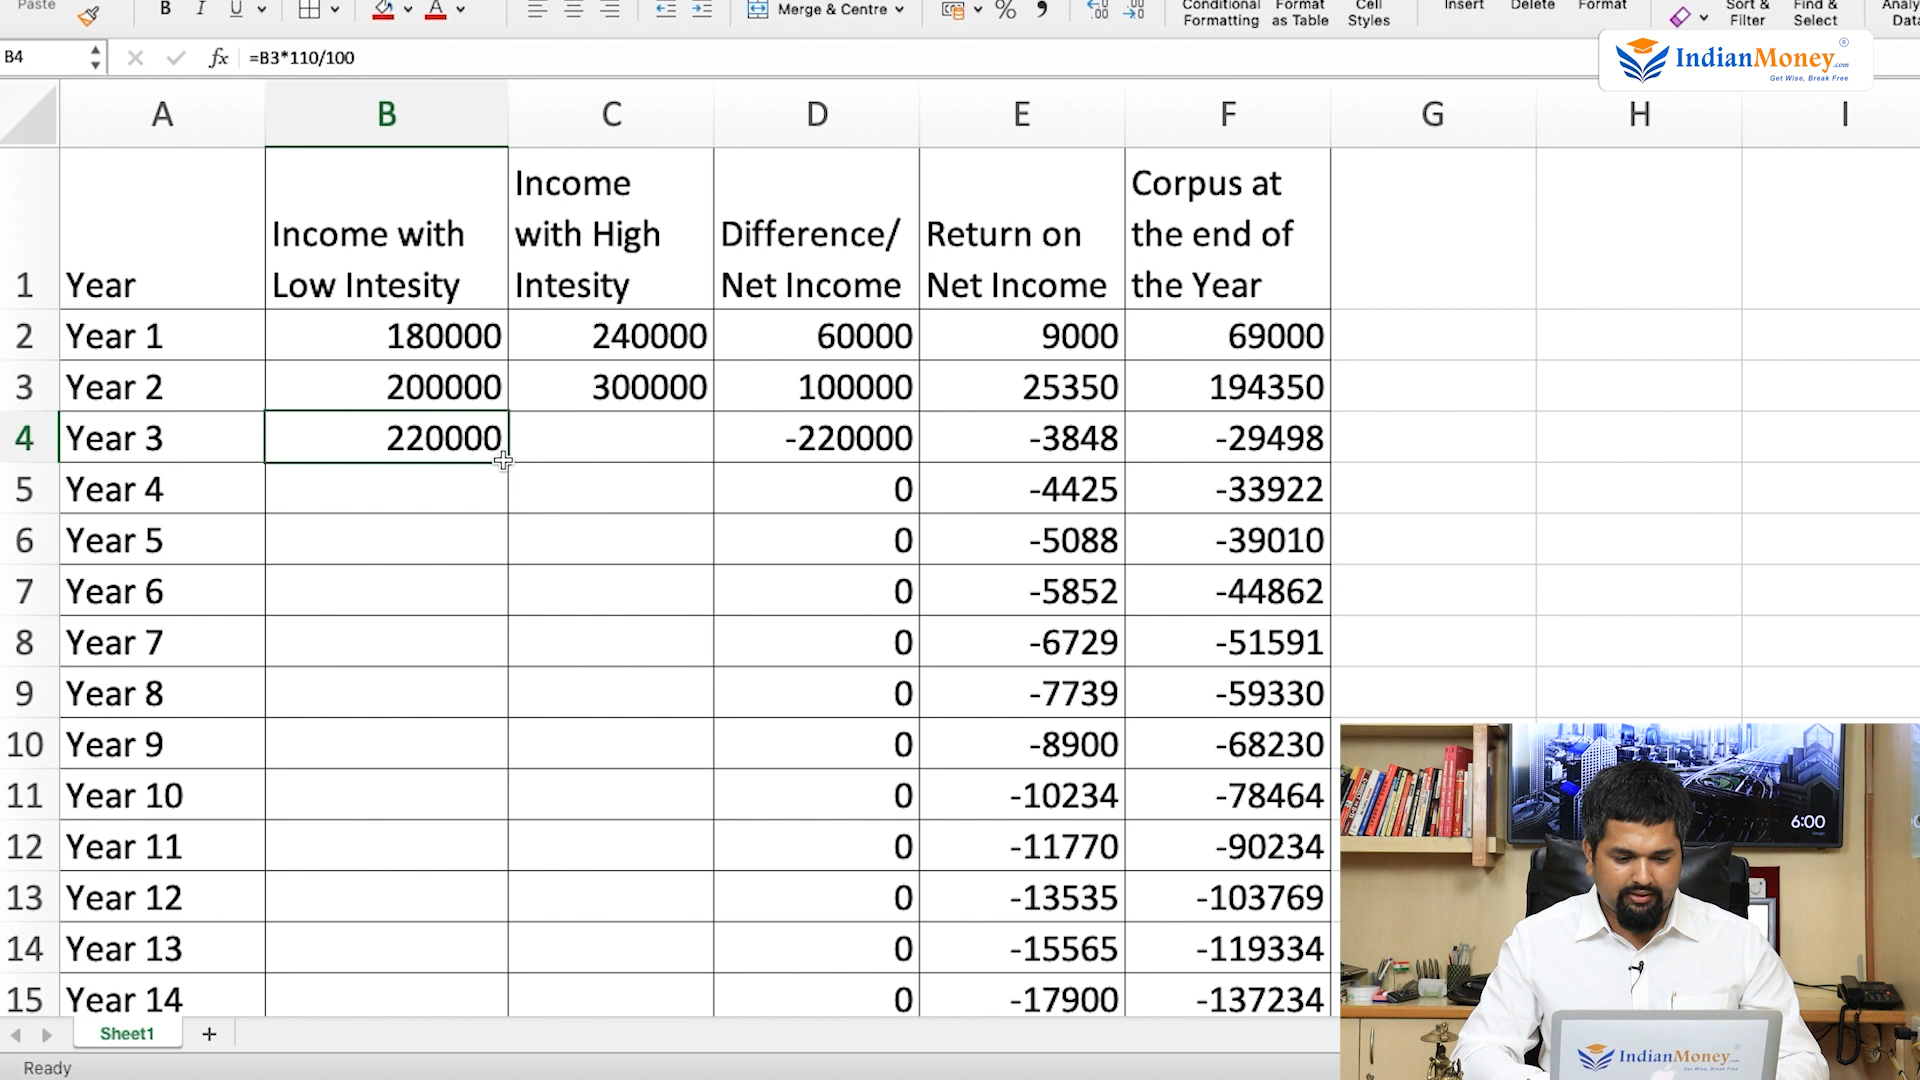 Paste
B I U
A
Merge & Centre
%
Conditional Formatting
Format as Table
Cell Styles
Insert
Delete
Format
Sort & Filter
Find & Select
B4
fx
=B3*110/100
IndianMoney.com
®
Get Wise, Break Free
A B C D E F G H I
1 Year Income with Low Intesity Income with High Intesity Difference/ Net Income Return on Net Income Corpus at the end of the Year
2 Year 1 180000 240000 60000 9000 69000
3 Year 2 200000 300000 100000 25350 194350
4 Year 3 220000 -220000 -3848 -29498
5 Year 4 0 -4425 -33922
6 Year 5 0 -5088 -39010
7 Year 6 0 -5852 -44862
8 Year 7 0 -6729 -51591
9 Year 8 0 -7739 -59330
10 Year 9 0 -8900 -68230
11 Year 10 0 -10234 -78464
12 Year 11 0 -11770 -90234
13 Year 12 0 -13535 -103769
14 Year 13 0 -15565 -119334
15 Year 14 0 -17900 -137234
Sheet1
+
Ready
6:00
IndianMoney
Get Wise, Break Free